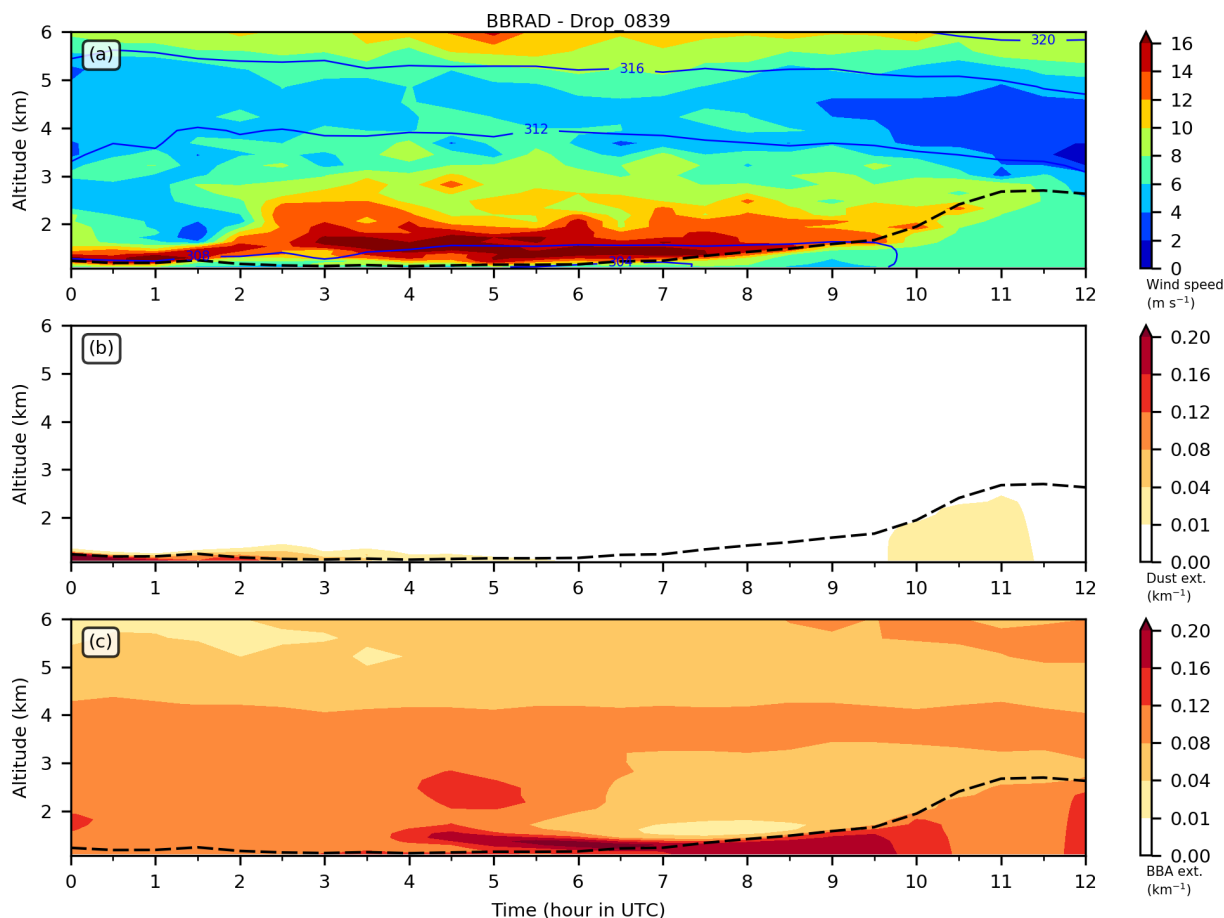 BBRAD - Drop_0839
(a)
Altitude (km)
6
5
4
3
2
320
316
312
308
304
0 1 2 3 4 5 6 7 8 9 10 11 12
16
14
12
10
8
6
4
2
0
Wind speed
(m s⁻¹)
(b)
Altitude (km)
6
5
4
3
2
0 1 2 3 4 5 6 7 8 9 10 11 12
0.20
0.16
0.12
0.08
0.04
0.01
0.00
Dust ext.
(km⁻¹)
(c)
Altitude (km)
6
5
4
3
2
0 1 2 3 4 5 6 7 8 9 10 11 12
Time (hour in UTC)
0.20
0.16
0.12
0.08
0.04
0.01
0.00
BBA ext.
(km⁻¹)